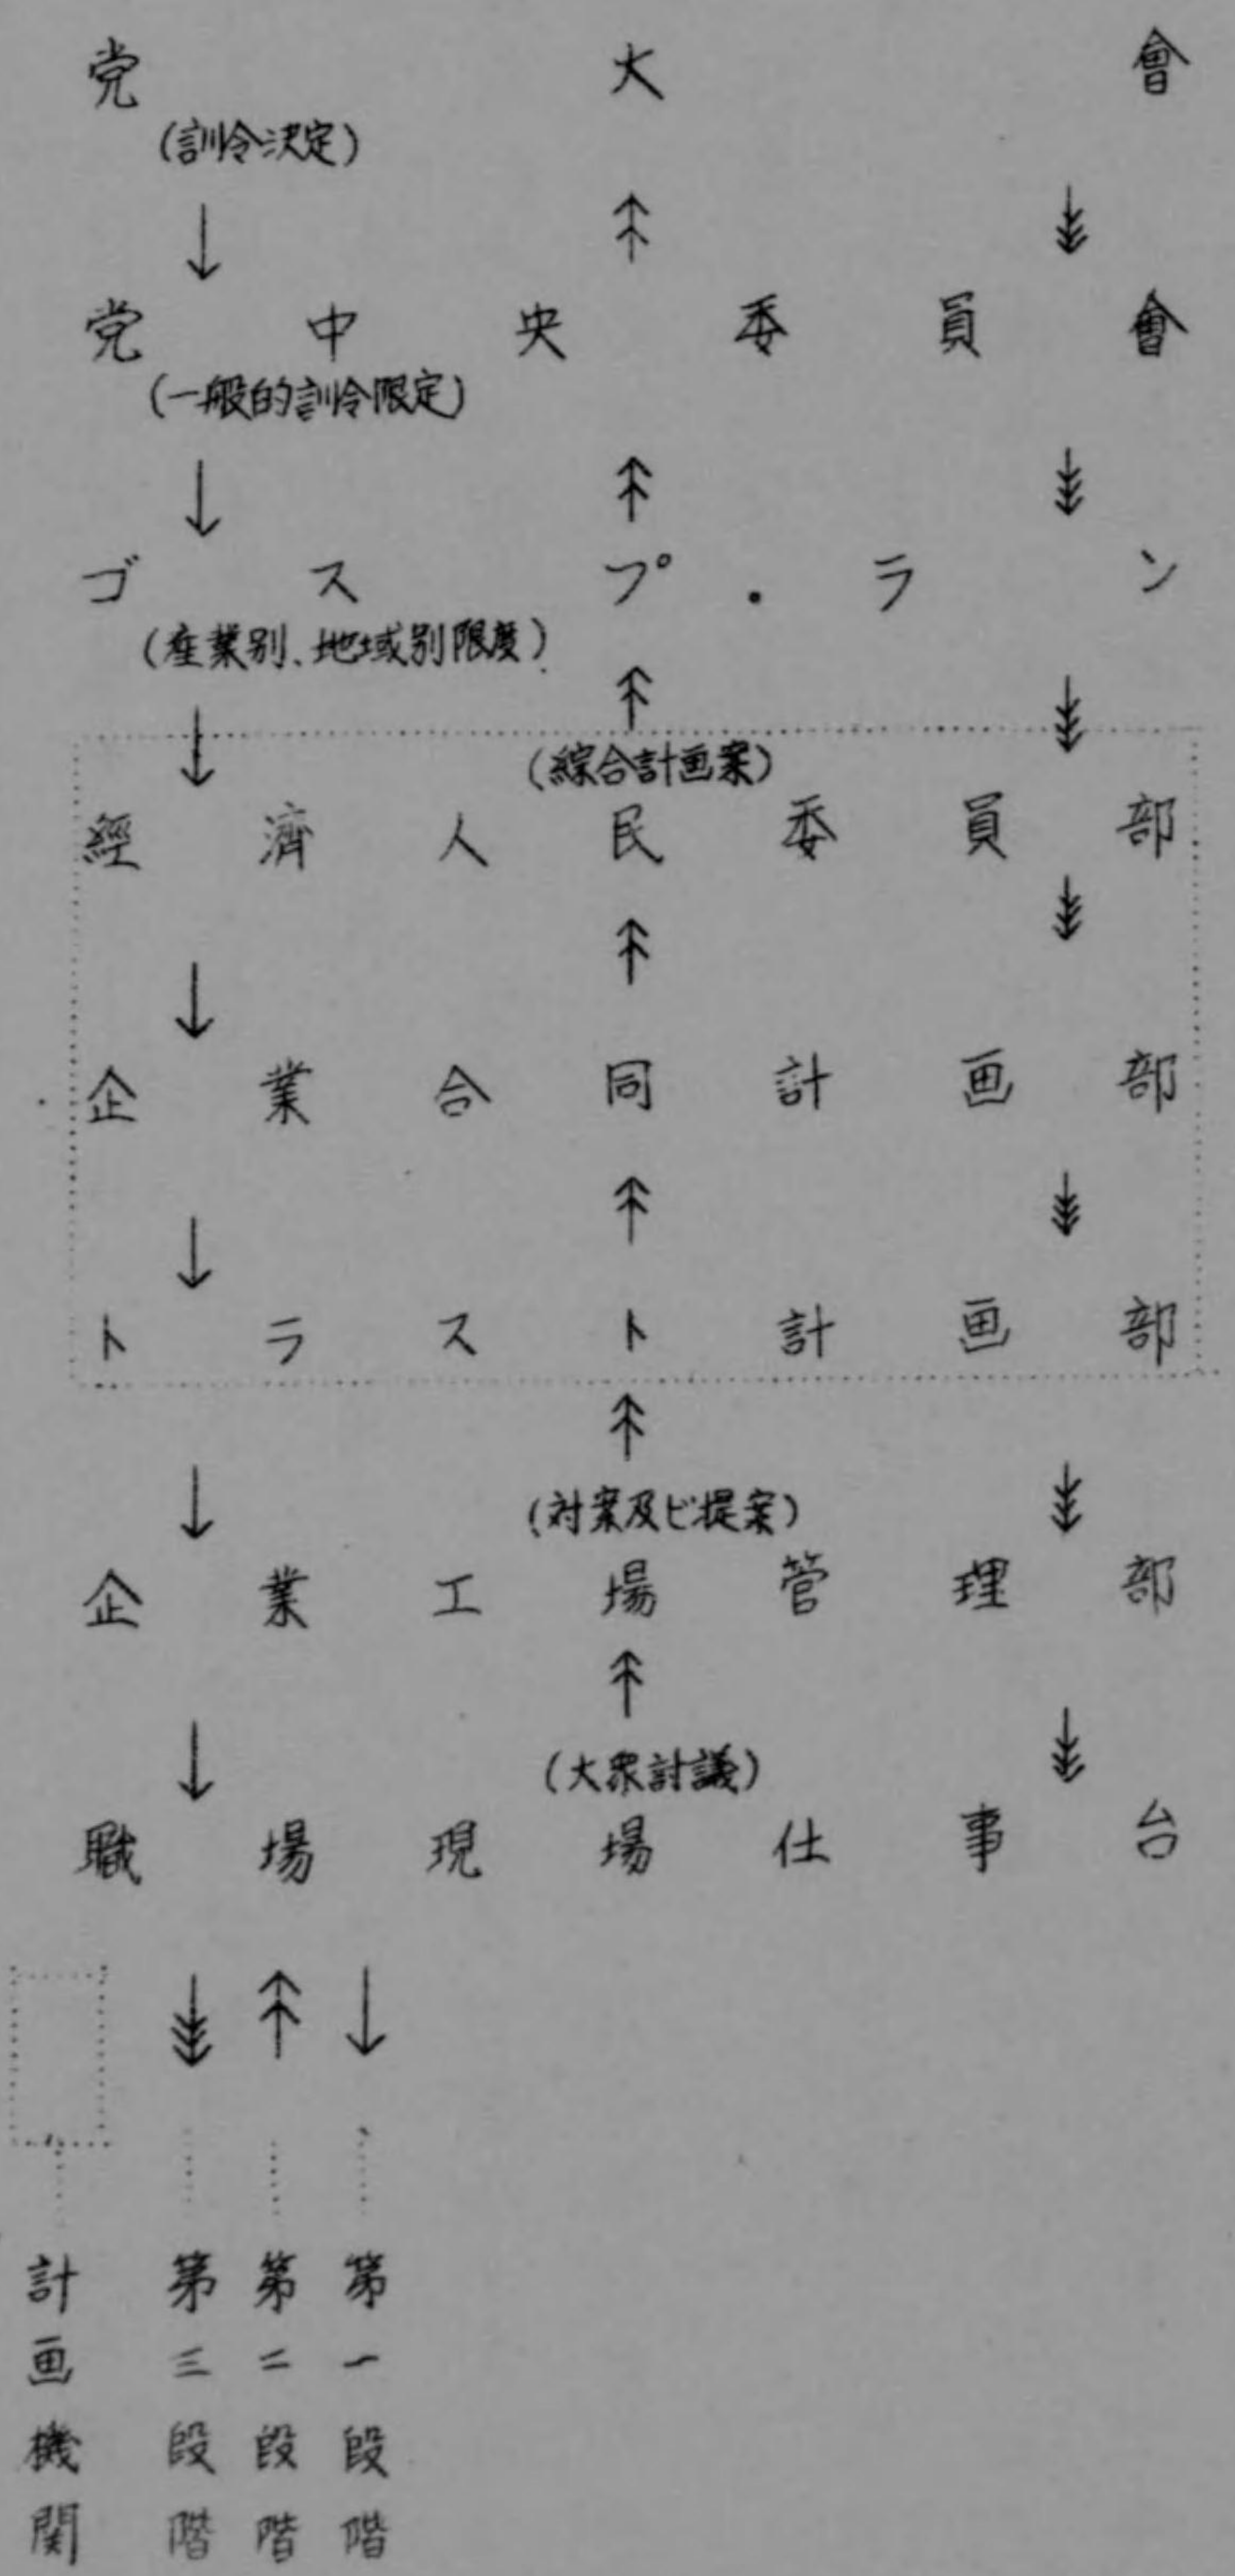 党大會
(訓令決定)
党中央委員會
(一般的訓令限定)
ゴスプ・ラン
(産業別、地域別限度)
(綜合計画案)
經濟人民委員部
企業合同計画部
トラスト計画部
(対案及ビ提案)
企業工場管理部
(大衆討議)
職場現場仕事台
第一段階
第二段階
第三段階
計画機関